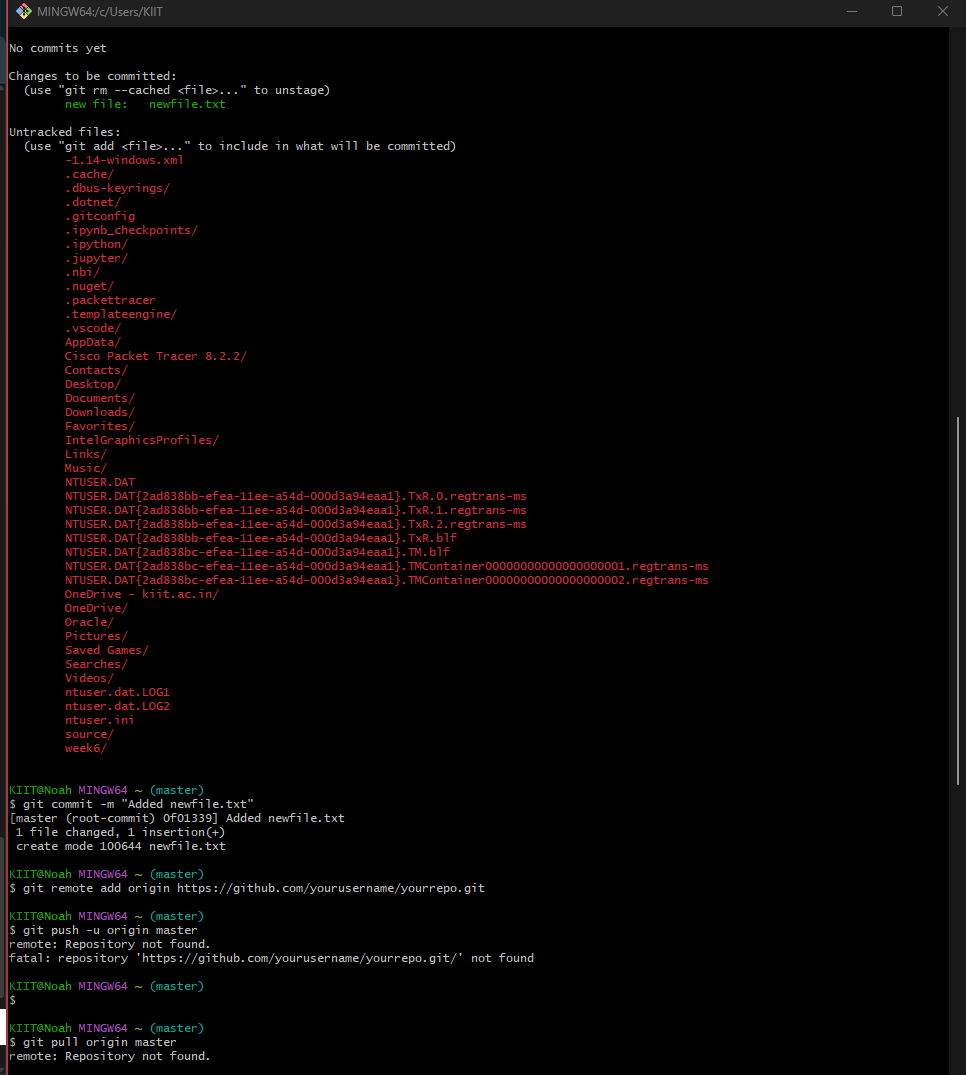 MINGW64:/c/Users/KIIT
No commits yet
Changes to be committed:
  (use "git rm --cached <file>..." to unstage)
        new file:   newfile.txt
Untracked files:
  (use "git add <file>..." to include in what will be committed)
        -1.14-windows.xml
        .cache/
        .dbus-keyrings/
        .dotnet/
        .gitconfig
        .ipynb_checkpoints/
        .ipython/
        .jupyter/
        .nbi/
        .nuget/
        .packettracer
        .templateengine/
        .vscode/
        AppData/
        Cisco Packet Tracer 8.2.2/
        Contacts/
        Desktop/
        Documents/
        Downloads/
        Favorites/
        IntelGraphicsProfiles/
        Links/
        Music/
        NTUSER.DAT
        NTUSER.DAT{2ad838bb-efea-11ee-a54d-000d3a94eaa1}.TxR.0.regtrans-ms
        NTUSER.DAT{2ad838bb-efea-11ee-a54d-000d3a94eaa1}.TxR.1.regtrans-ms
        NTUSER.DAT{2ad838bb-efea-11ee-a54d-000d3a94eaa1}.TxR.2.regtrans-ms
        NTUSER.DAT{2ad838bb-efea-11ee-a54d-000d3a94eaa1}.TxR.blf
        NTUSER.DAT{2ad838bc-efea-11ee-a54d-000d3a94eaa1}.TM.blf
        NTUSER.DAT{2ad838bc-efea-11ee-a54d-000d3a94eaa1}.TMContainer00000000000000000001.regtrans-ms
        NTUSER.DAT{2ad838bc-efea-11ee-a54d-000d3a94eaa1}.TMContainer00000000000000000002.regtrans-ms
        OneDrive - kiit.ac.in/
        OneDrive/
        Oracle/
        Pictures/
        Saved Games/
        Searches/
        Videos/
        ntuser.dat.LOG1
        ntuser.dat.LOG2
        ntuser.ini
        source/
        week6/
KIIT@Noah MINGW64 ~ (master)
$ git commit -m "Added newfile.txt"
[master (root-commit) 0f01339] Added newfile.txt
 1 file changed, 1 insertion(+)
 create mode 100644 newfile.txt
KIIT@Noah MINGW64 ~ (master)
$ git remote add origin https://github.com/yourusername/yourrepo.git
KIIT@Noah MINGW64 ~ (master)
$ git push -u origin master
remote: Repository not found.
fatal: repository 'https://github.com/yourusername/yourrepo.git/' not found
KIIT@Noah MINGW64 ~ (master)
$
KIIT@Noah MINGW64 ~ (master)
$ git pull origin master
remote: Repository not found.